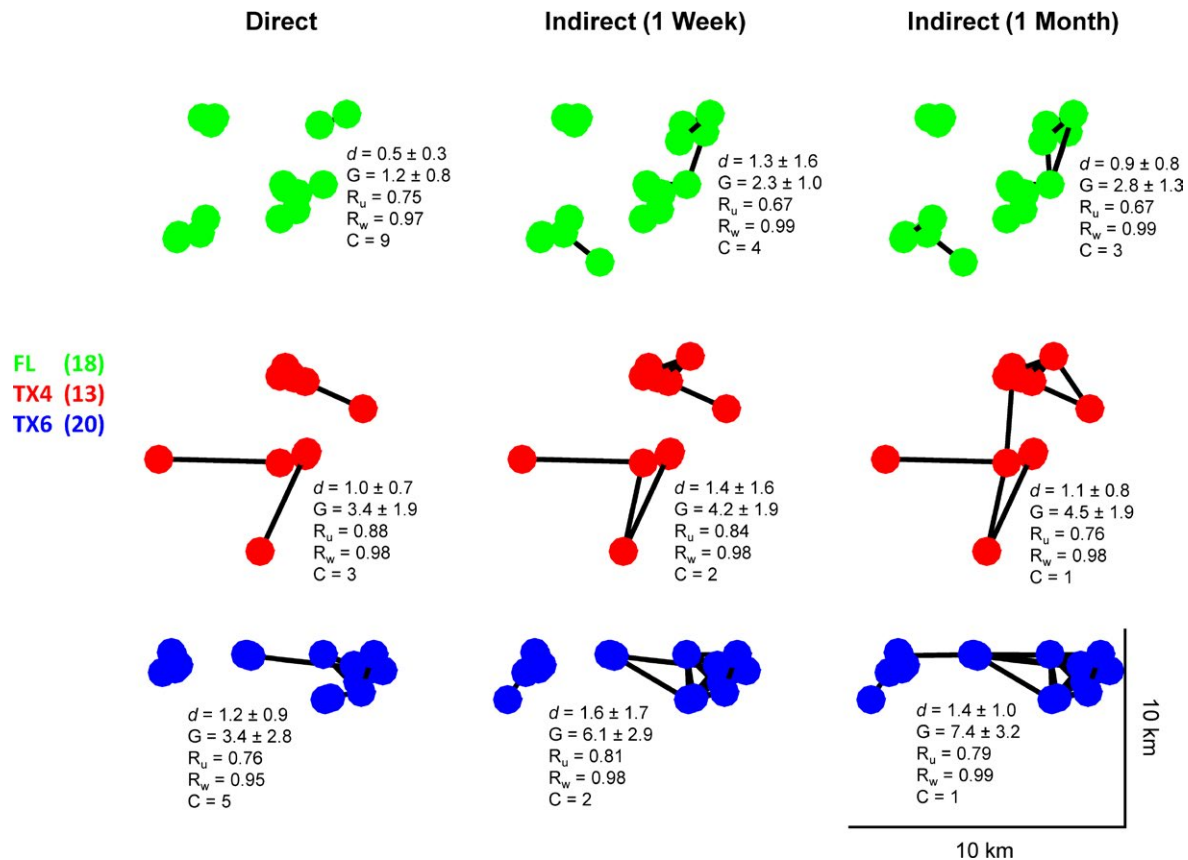 Direct
Indirect (1 Week)
Indirect (1 Month)
d = 0.5 ± 0.3
G = 1.2 ± 0.8
Ru = 0.75
Rw = 0.97
C = 9
d = 1.3 ± 1.6
G = 2.3 ± 1.0
Ru = 0.67
Rw = 0.99
C = 4
d = 0.9 ± 0.8
G = 2.8 ± 1.3
Ru = 0.67
Rw = 0.99
C = 3
FL (18)
TX4 (13)
TX6 (20)
d = 1.0 ± 0.7
G = 3.4 ± 1.9
Ru = 0.88
Rw = 0.98
C = 3
d = 1.4 ± 1.6
G = 4.2 ± 1.9
Ru = 0.84
Rw = 0.98
C = 2
d = 1.1 ± 0.8
G = 4.5 ± 1.9
Ru = 0.76
Rw = 0.98
C = 1
d = 1.2 ± 0.9
G = 3.4 ± 2.8
Ru = 0.76
Rw = 0.95
C = 5
d = 1.6 ± 1.7
G = 6.1 ± 2.9
Ru = 0.81
Rw = 0.98
C = 2
d = 1.4 ± 1.0
G = 7.4 ± 3.2
Ru = 0.79
Rw = 0.99
C = 1
10 km
10 km